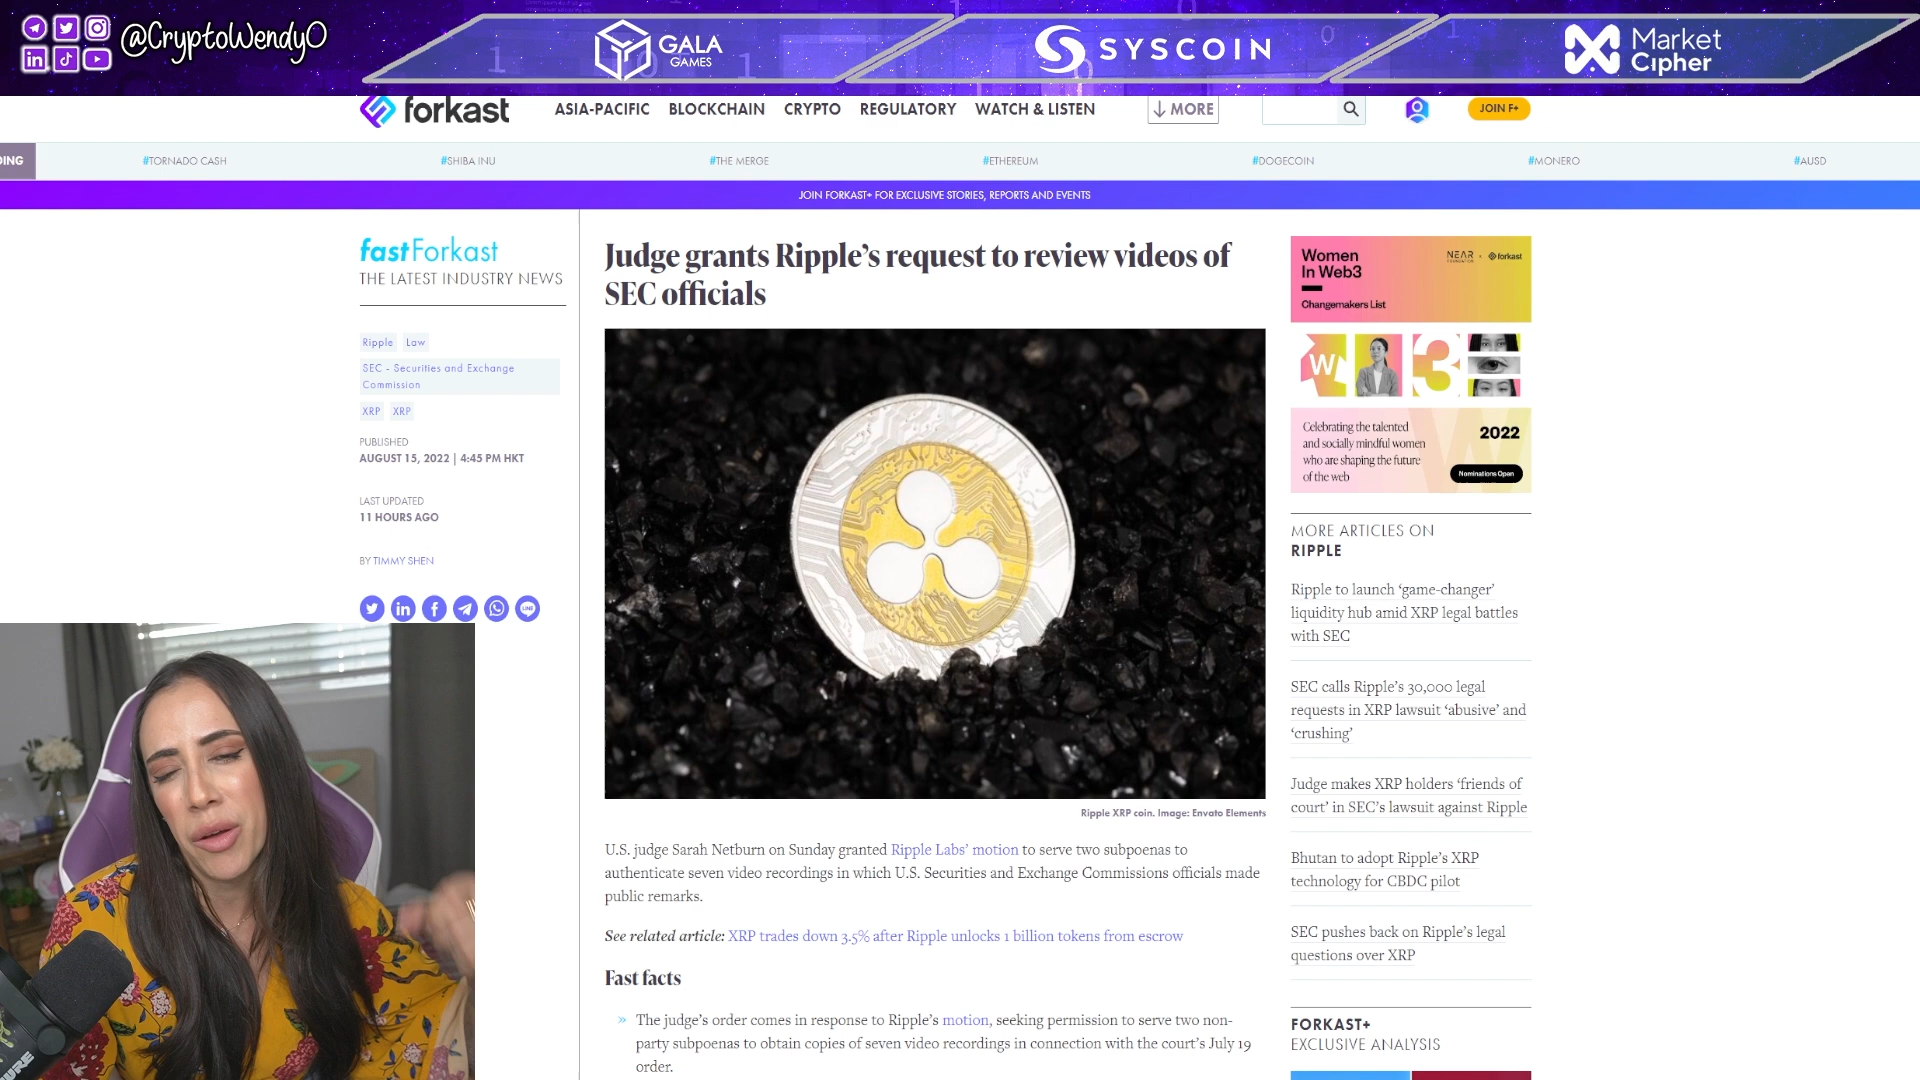 @CryptoWendyO
GALA
GAMES
SYSCOIN
Market
Cipher
forkast
ASIA-PACIFIC BLOCKCHAIN CRYPTO REGULATORY WATCH & LISTEN
MORE
JOIN F+
#TORNADO CASH #SHIBA INU #THE MERGE #ETHEREUM #DOGECOIN #MONERO #AUSD
JOIN FORKAST+ FOR EXCLUSIVE STORIES, REPORTS AND EVENTS
fastForkast
THE LATEST INDUSTRY NEWS
Ripple Law
SEC - Securities and Exchange
Commission
XRP XRP
PUBLISHED
AUGUST 15, 2022 | 4:45 PM HKT
LAST UPDATED
11 HOURS AGO
BY TIMMY SHEN
Judge grants Ripple’s request to review videos of
SEC officials
Ripple XRP coin. Image: Envato Elements
U.S. judge Sarah Netburn on Sunday granted Ripple Labs’ motion to serve two subpoenas to
authenticate seven video recordings in which U.S. Securities and Exchange Commissions officials made
public remarks.
See related article: XRP trades down 3.5% after Ripple unlocks 1 billion tokens from escrow
Fast facts
» The judge’s order comes in response to Ripple’s motion, seeking permission to serve two non-
party subpoenas to obtain copies of seven video recordings in connection with the court’s July 19
order.
Women
In Web3
Changemakers List
NEAR
forkast
W
3
Celebrating the talented
and socially mindful women
who are shaping the future
of the web
2022
Nominations Open
MORE ARTICLES ON
RIPPLE
Ripple to launch ‘game-changer’
liquidity hub amid XRP legal battles
with SEC
SEC calls Ripple’s 30,000 legal
requests in XRP lawsuit ‘abusive’ and
‘crushing’
Judge makes XRP holders ‘friends of
court’ in SEC’s lawsuit against Ripple
Bhutan to adopt Ripple’s XRP
technology for CBDC pilot
SEC pushes back on Ripple’s legal
questions over XRP
FORKAST+
EXCLUSIVE ANALYSIS